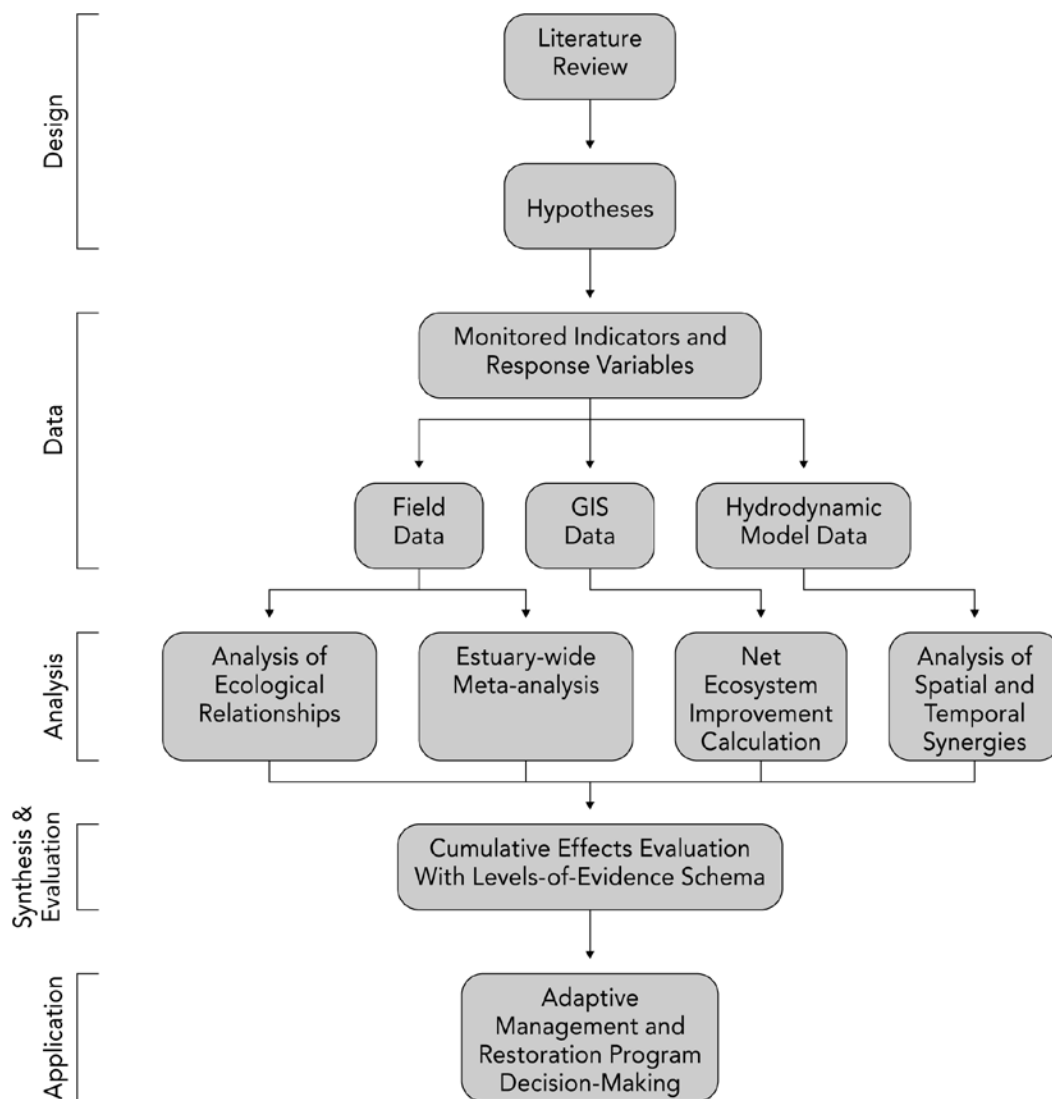 Design
Literature
Review
Hypotheses
Data
Monitored Indicators and
Response Variables
Field
Data
GIS
Data
Hydrodynamic
Model Data
Analysis
Analysis of
Ecological
Relationships
Estuary-wide
Meta-analysis
Net
Ecosystem
Improvement
Calculation
Analysis of
Spatial and
Temporal
Synergies
Synthesis &
Evaluation
Cumulative Effects Evaluation
With Levels-of-Evidence Schema
Application
Adaptive
Management and
Restoration Program
Decision-Making